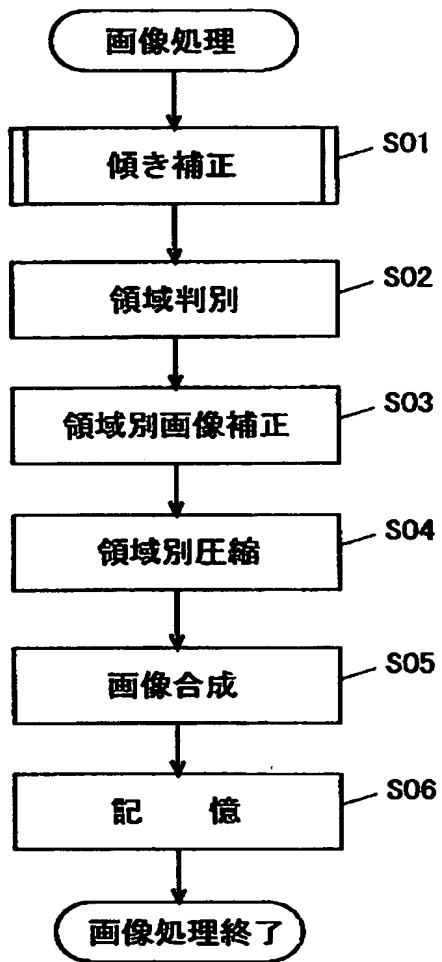 画像処理
傾き補正
S01
領域判別
S02
領域別画像補正
S03
領域別圧縮
S04
画像合成
S05
記　憶
S06
画像処理終了